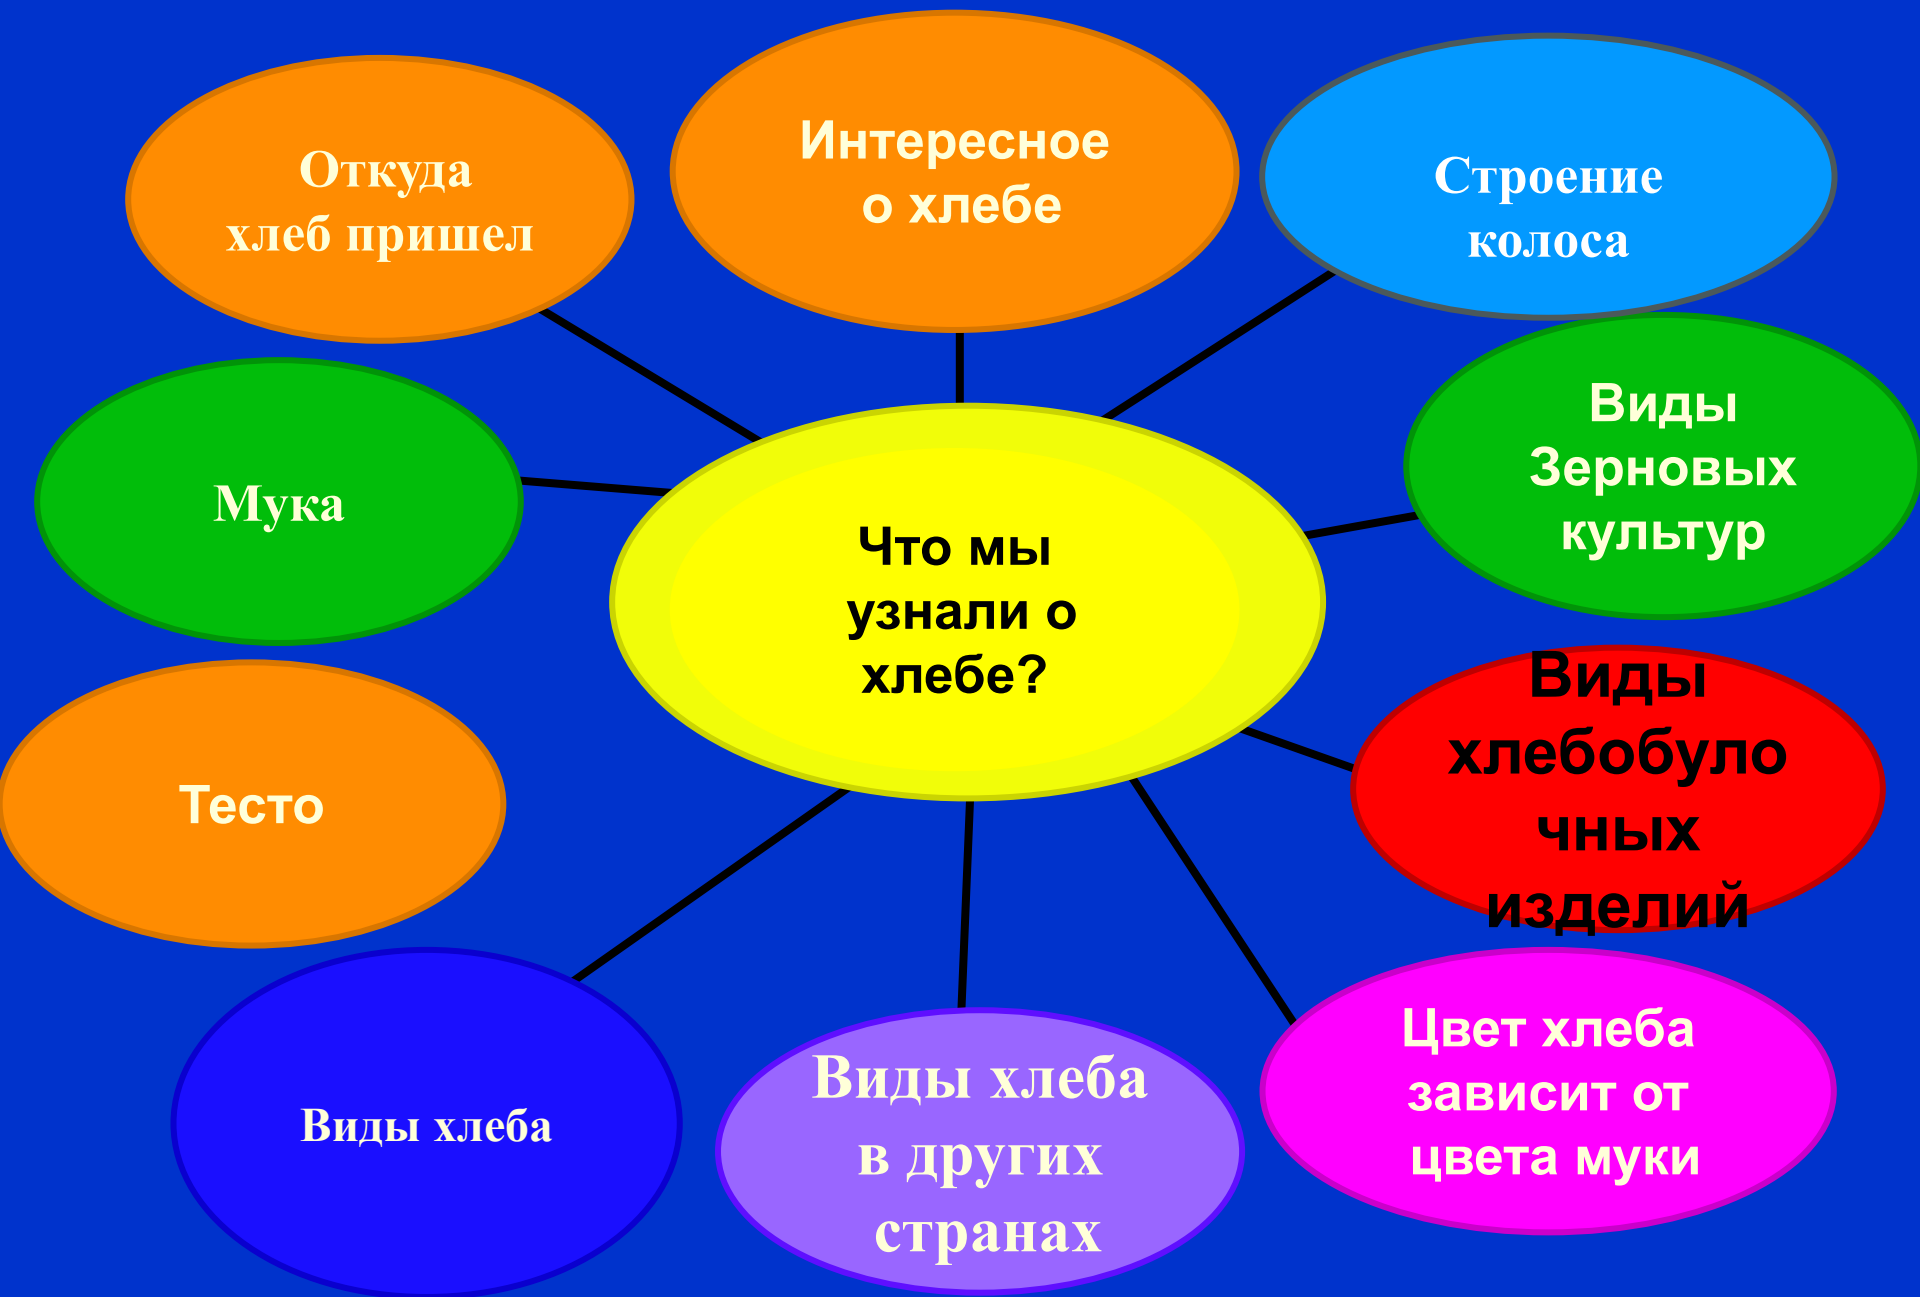 Откуда
хлеб пришел
Интересное
о хлебе
Строение
колоса
Мука
Что мы
узнали о
хлебе?
Виды
Зерновых
культур
Тесто
Виды
хлебобуло
чных
изделий
Виды хлеба
Виды хлеба
в других
странах
Цвет хлеба
зависит от
цвета муки